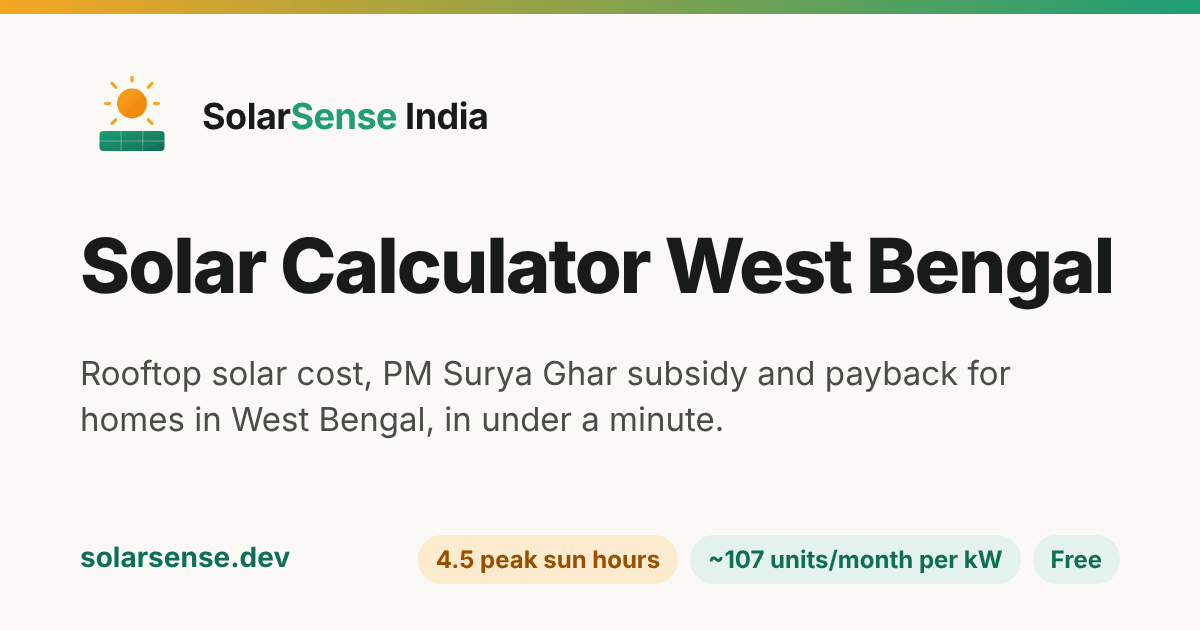 SolarSense India
Solar Calculator West Bengal
Rooftop solar cost, PM Surya Ghar subsidy and payback for
homes in West Bengal, in under a minute.
solarsense.dev
4.5 peak sun hours
~107 units/month per kW
Free